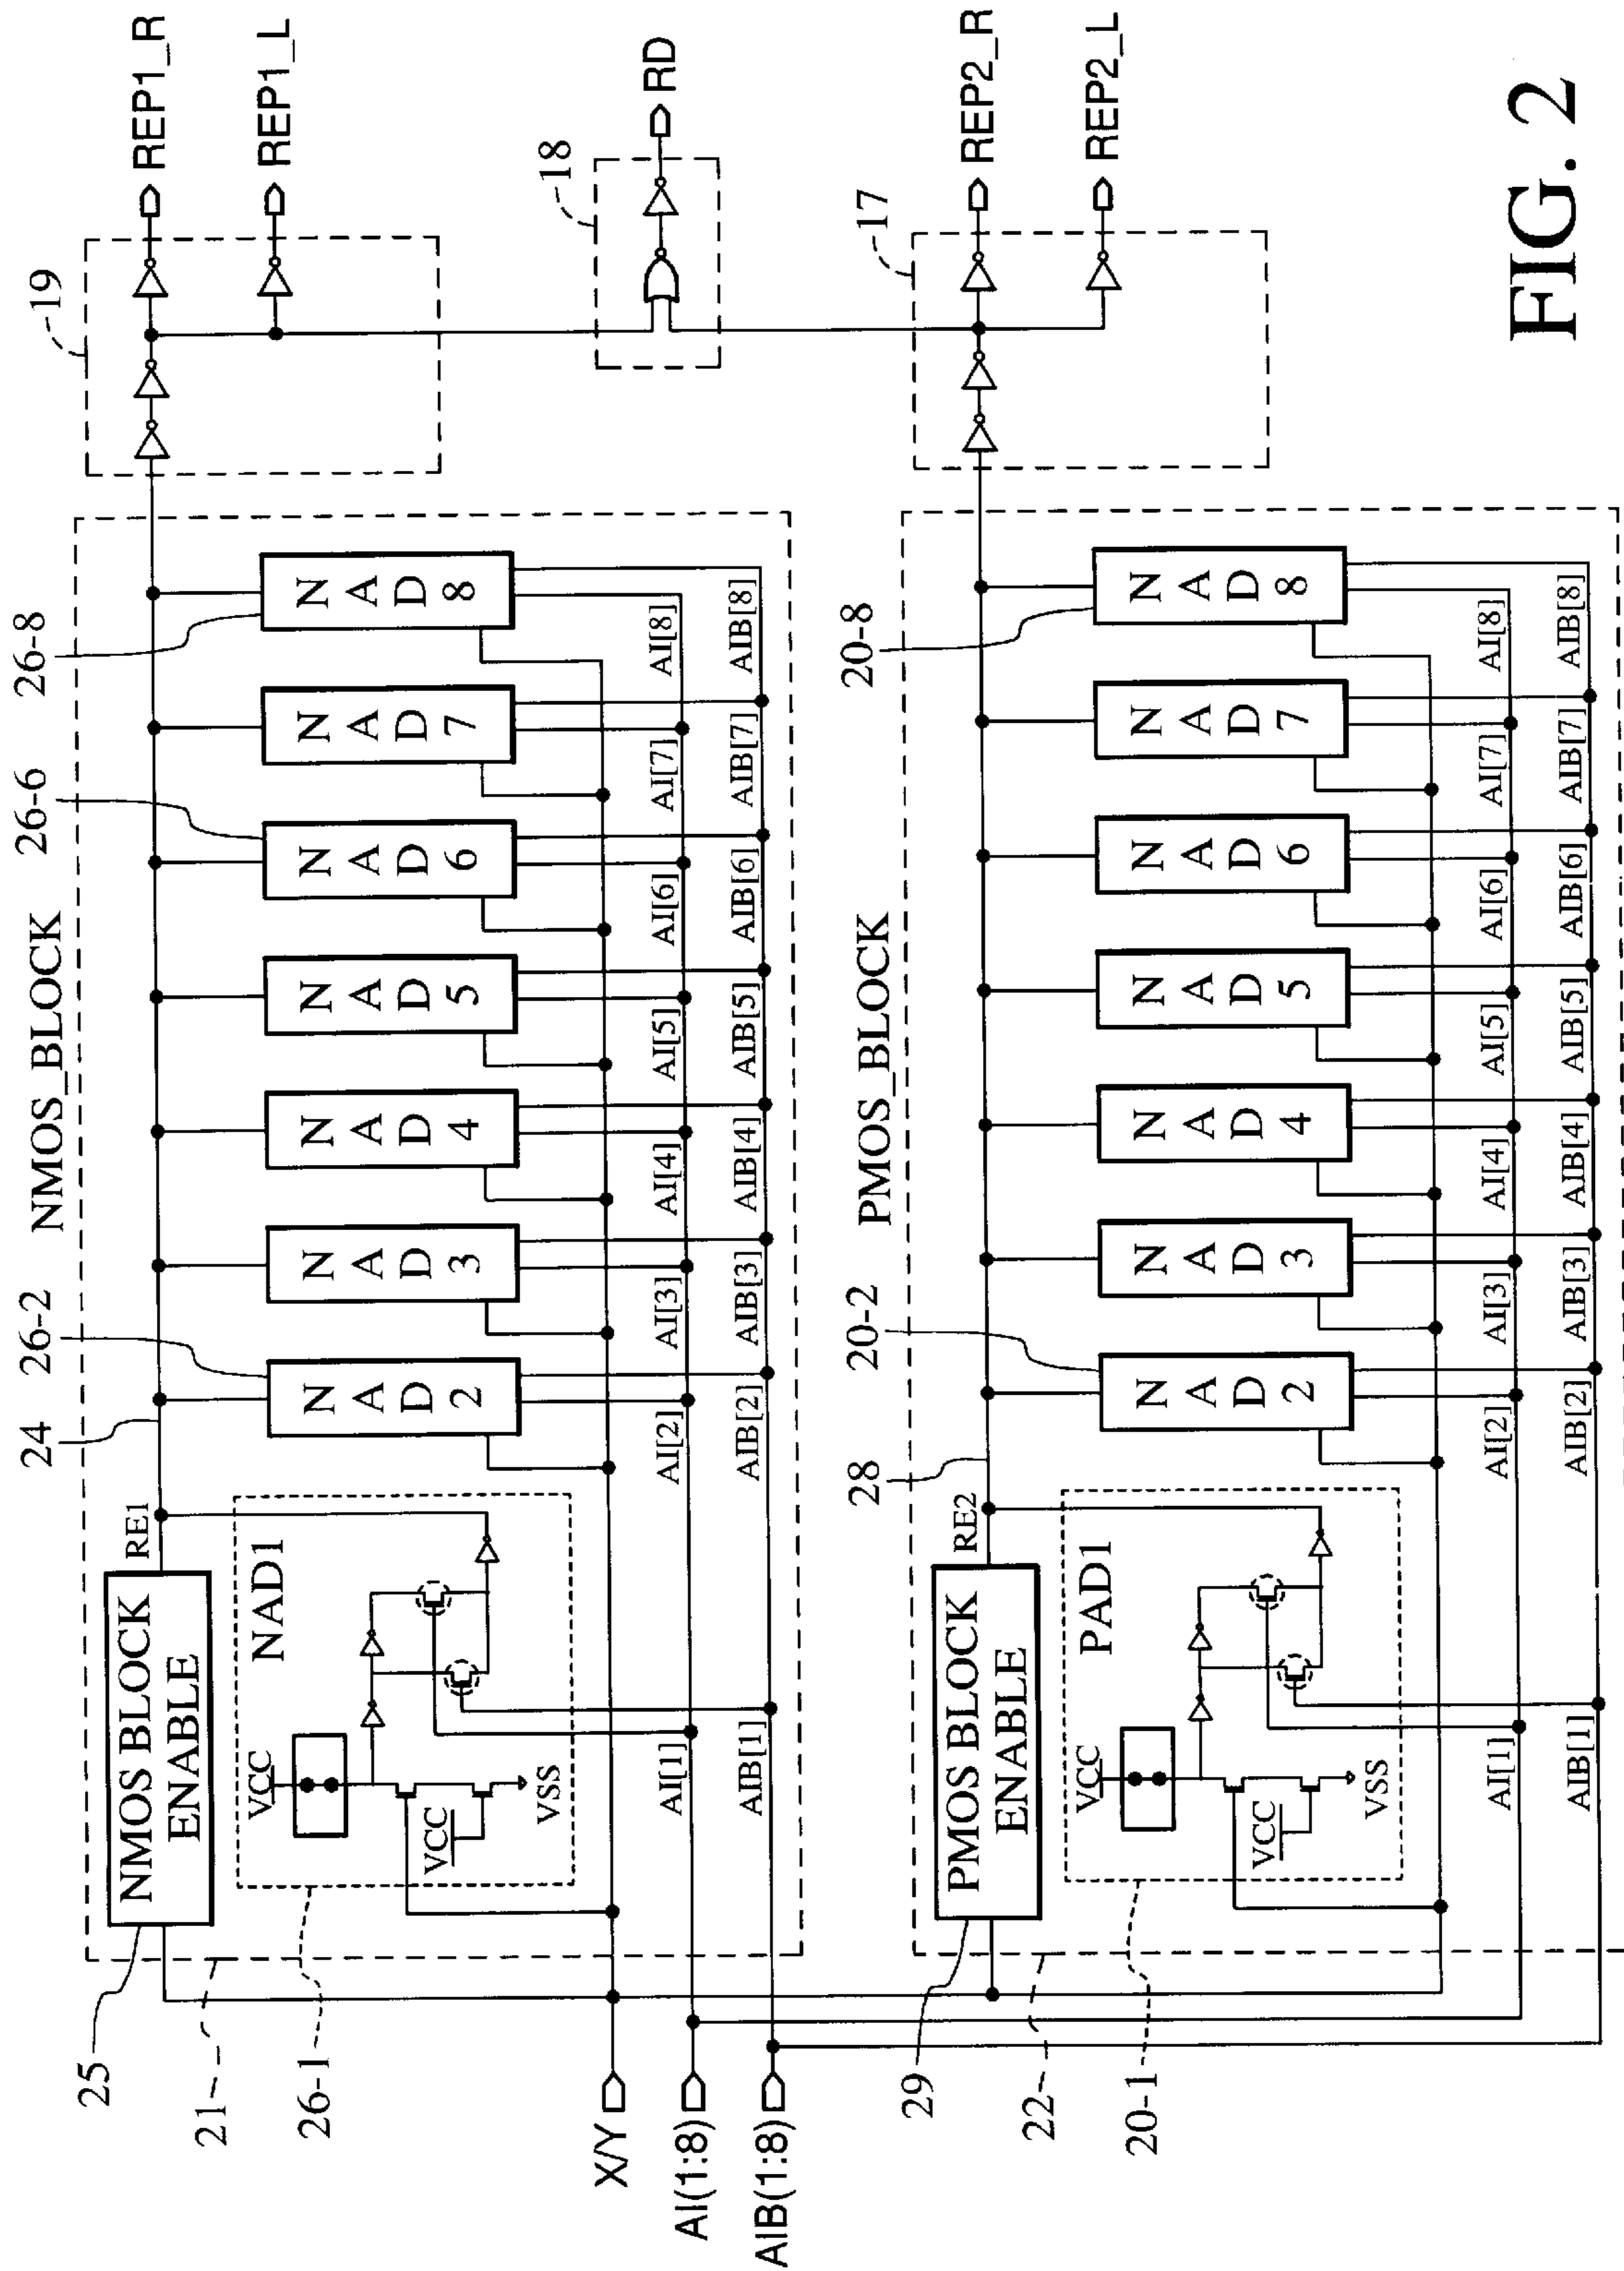 NMOS_BLOCK
25
21
24
26-2
26-6
26-8
19
NMOS BLOCK
ENABLE
RE1
REP1_R
REP1_L
26-1
NAD1
VCC
VCC
VSS
N A D 2
N A D 3
N A D 4
N A D 5
N A D 6
N A D 7
N A D 8
18
RD
X/Y
AI(1:8)
AIB(1:8)
AI[1]
AI[2]
AI[3]
AI[4]
AI[5]
AI[6]
AI[7]
AI[8]
AIB[1]
AIB[2]
AIB[3]
AIB[4]
AIB[5]
AIB[6]
AIB[7]
AIB[8]
PMOS_BLOCK
29
22
28
20-2
20-8
17
PMOS BLOCK
ENABLE
RE2
REP2_R
REP2_L
20-1
PAD1
VCC
VCC
VSS
N A D 2
N A D 3
N A D 4
N A D 5
N A D 6
N A D 7
N A D 8
AI[1]
AI[2]
AI[3]
AI[4]
AI[5]
AI[6]
AI[7]
AI[8]
AIB[1]
AIB[2]
AIB[3]
AIB[4]
AIB[5]
AIB[6]
AIB[7]
AIB[8]
FIG. 2